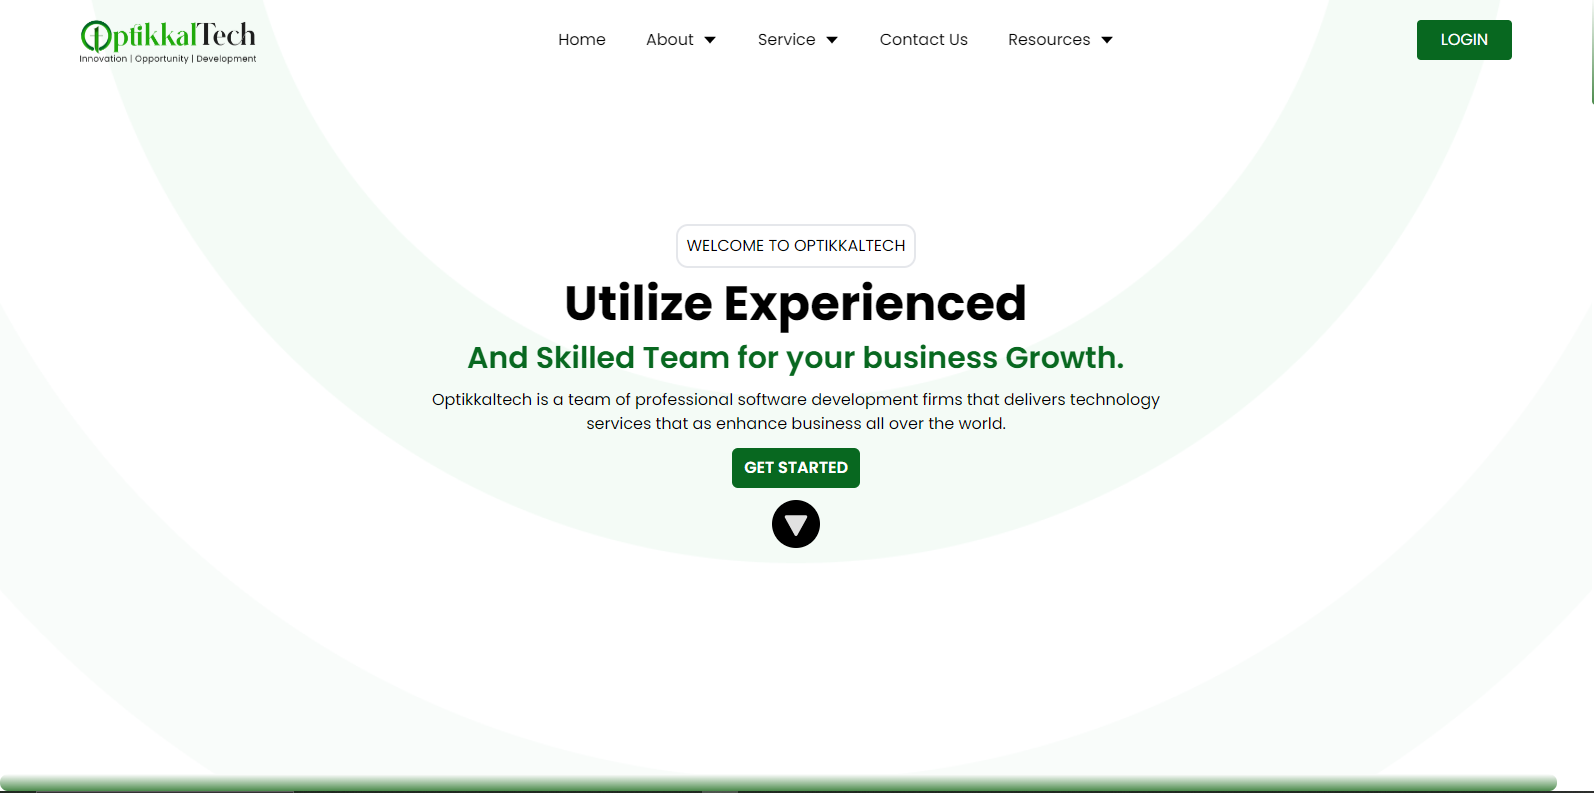 OptikkalTech
Innovation | Opportunity | Development
Home About Service Contact Us Resources
LOGIN
WELCOME TO OPTIKKALTECH
Utilize Experienced
And Skilled Team for your business Growth.
Optikkaltech is a team of professional software development firms that delivers technology
services that as enhance business all over the world.
GET STARTED